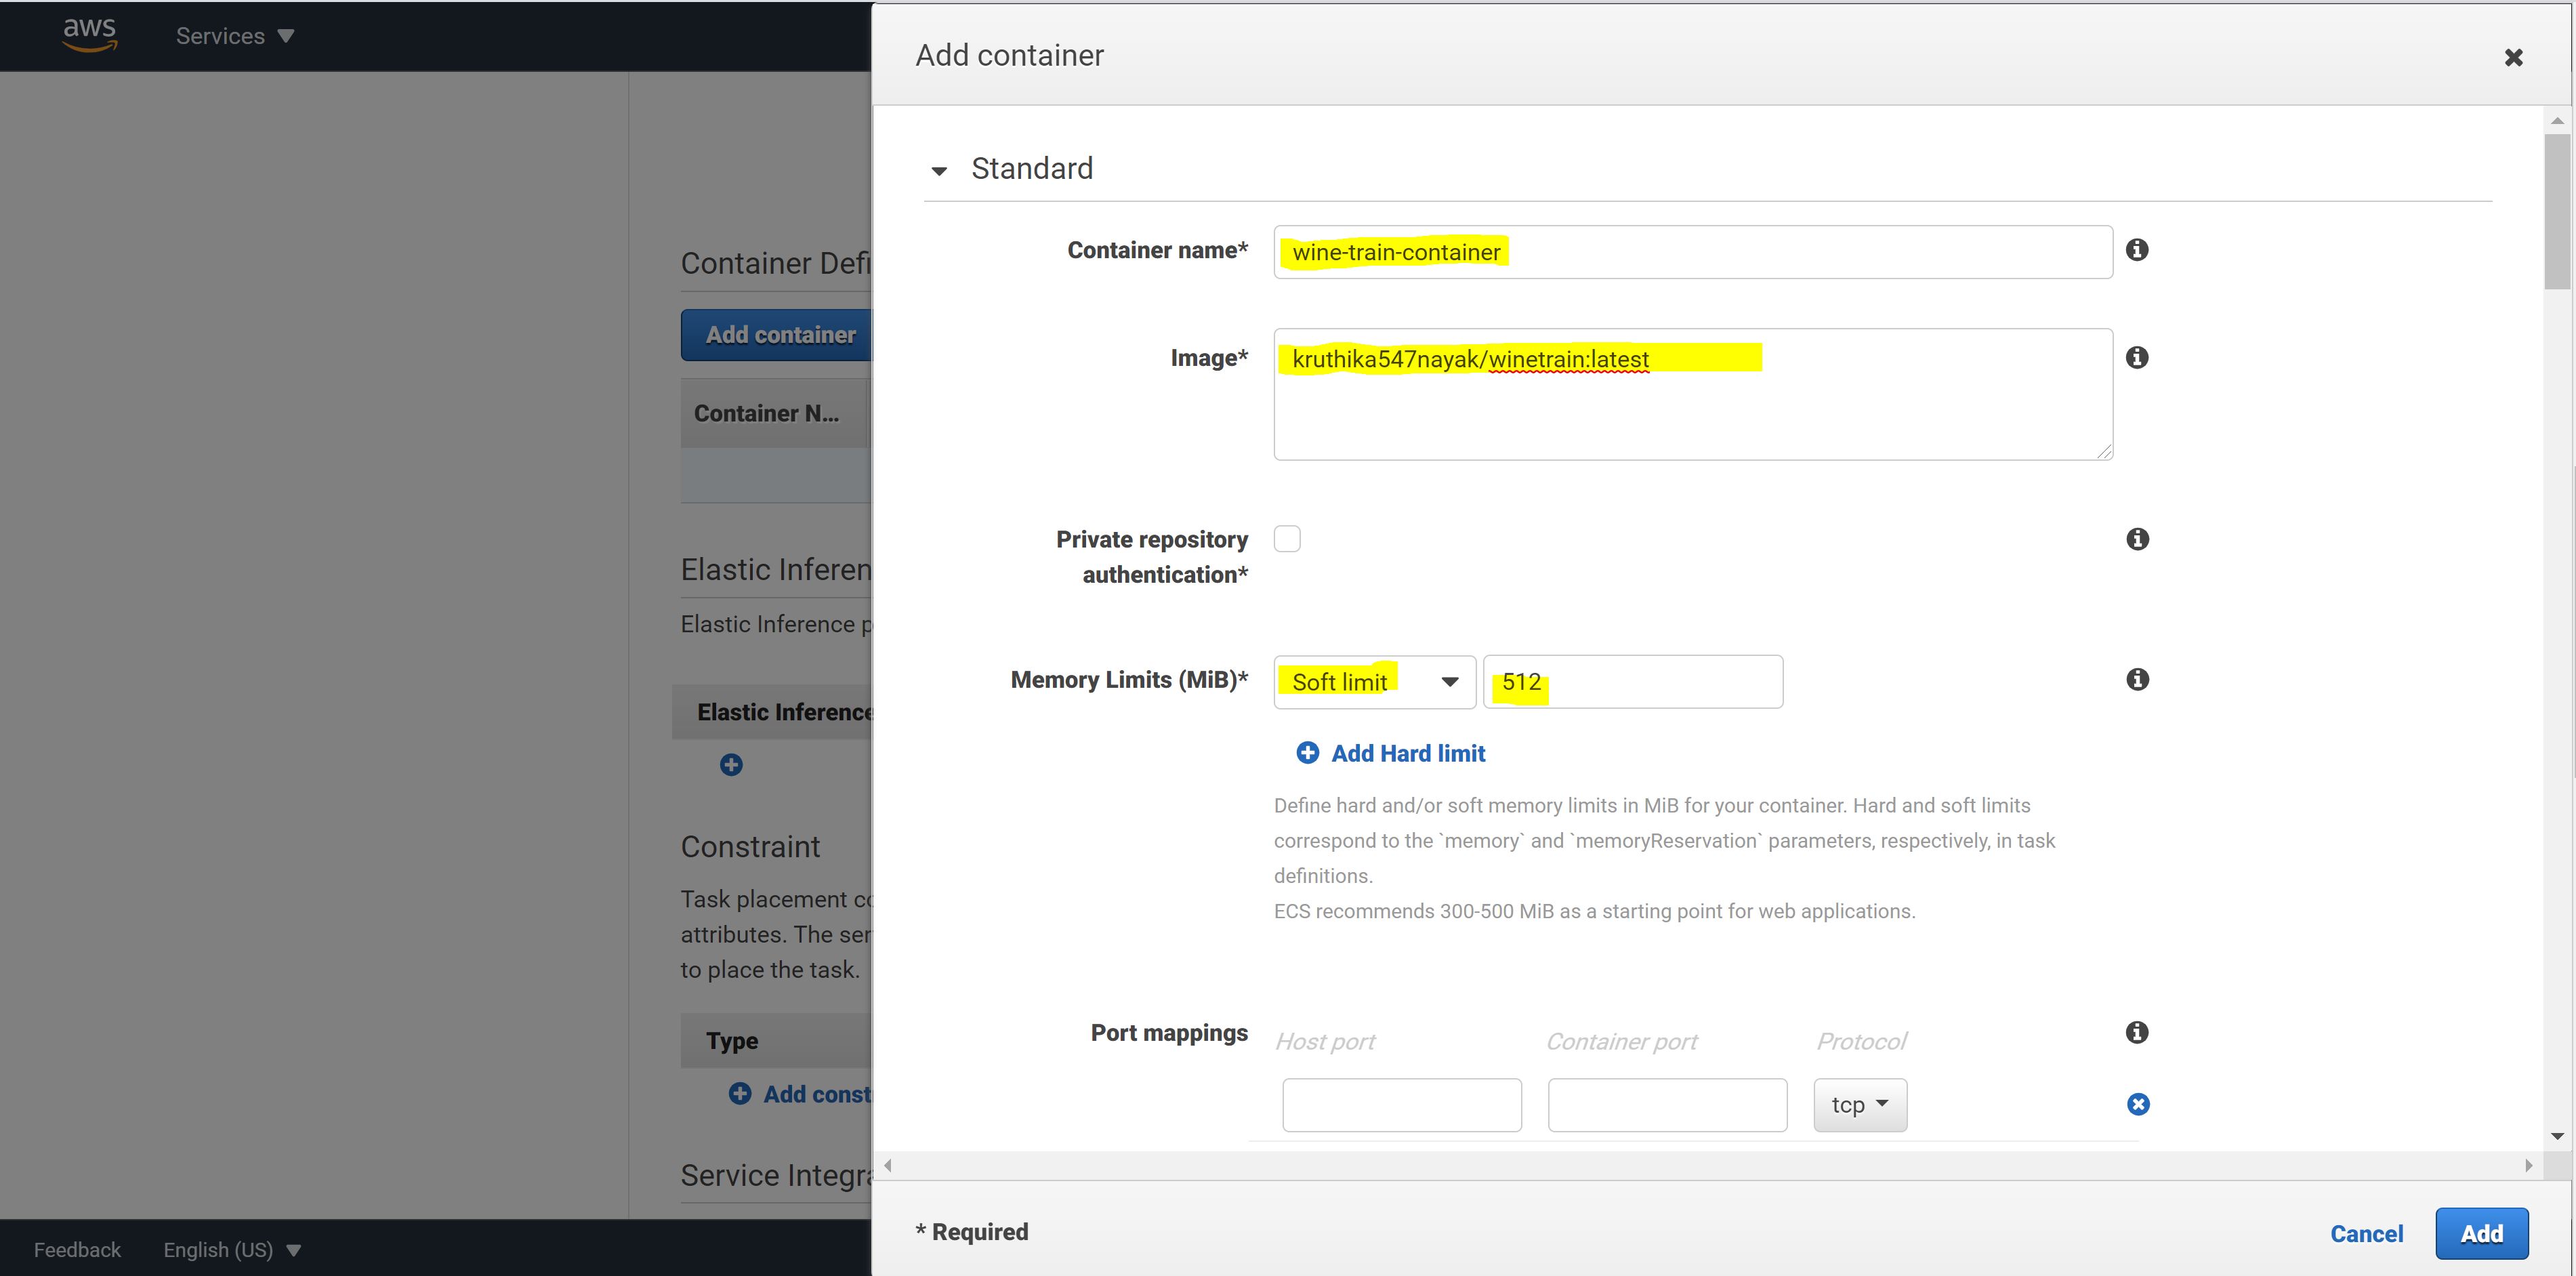 aws
Services
Add container
Standard
Container name*
wine-train-container
Image*
kruthika547nayak/winetrain:latest
Private repository
authentication*
Memory Limits (MiB)*
Soft limit
512
Add Hard limit
Define hard and/or soft memory limits in MiB for your container. Hard and soft limits
correspond to the `memory` and `memoryReservation` parameters, respectively, in task
definitions.
ECS recommends 300-500 MiB as a starting point for web applications.
Port mappings
Host port
Container port
Protocol
tcp
* Required
Cancel
Add
Container Defi
Add container
Container N...
Elastic Inferen
Elastic Inference p
Elastic Inference
Constraint
Task placement co
attributes. The ser
to place the task.
Type
Add const
Service Integra
Feedback
English (US)